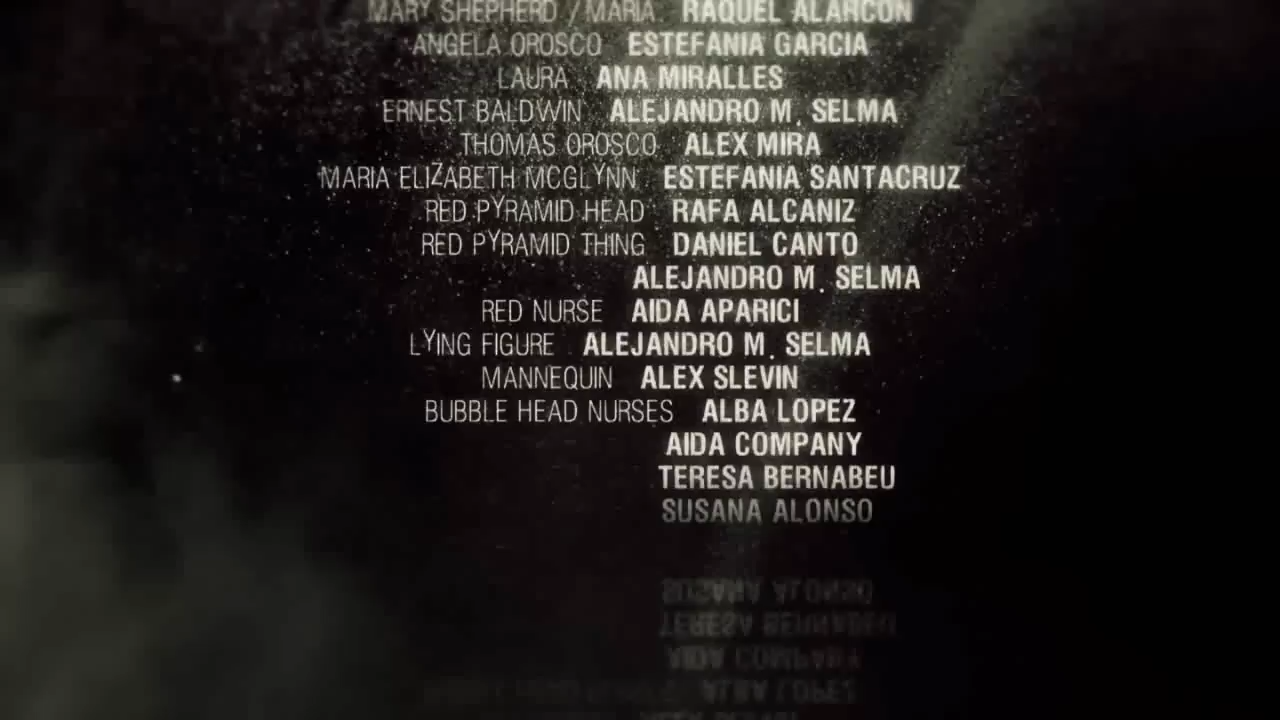 MARY SHEPHERD / MARIA RAQUEL ALARCON
ANGELA OROSCO ESTEFANIA GARCIA
LAURA ANA MIRALLES
ERNEST BALDWIN ALEJANDRO M. SELMA
THOMAS OROSCO ALEX MIRA
MARIA ELIZABETH MCGLYNN ESTEFANIA SANTACRUZ
RED PYRAMID HEAD RAFA ALCANIZ
RED PYRAMID THING DANIEL CANTO
ALEJANDRO M. SELMA
RED NURSE AIDA APARICI
LYING FIGURE ALEJANDRO M. SELMA
MANNEQUIN ALEX SLEVIN
BUBBLE HEAD NURSES ALBA LOPEZ
AIDA COMPANY
TERESA BERNABEU
SUSANA ALONSO